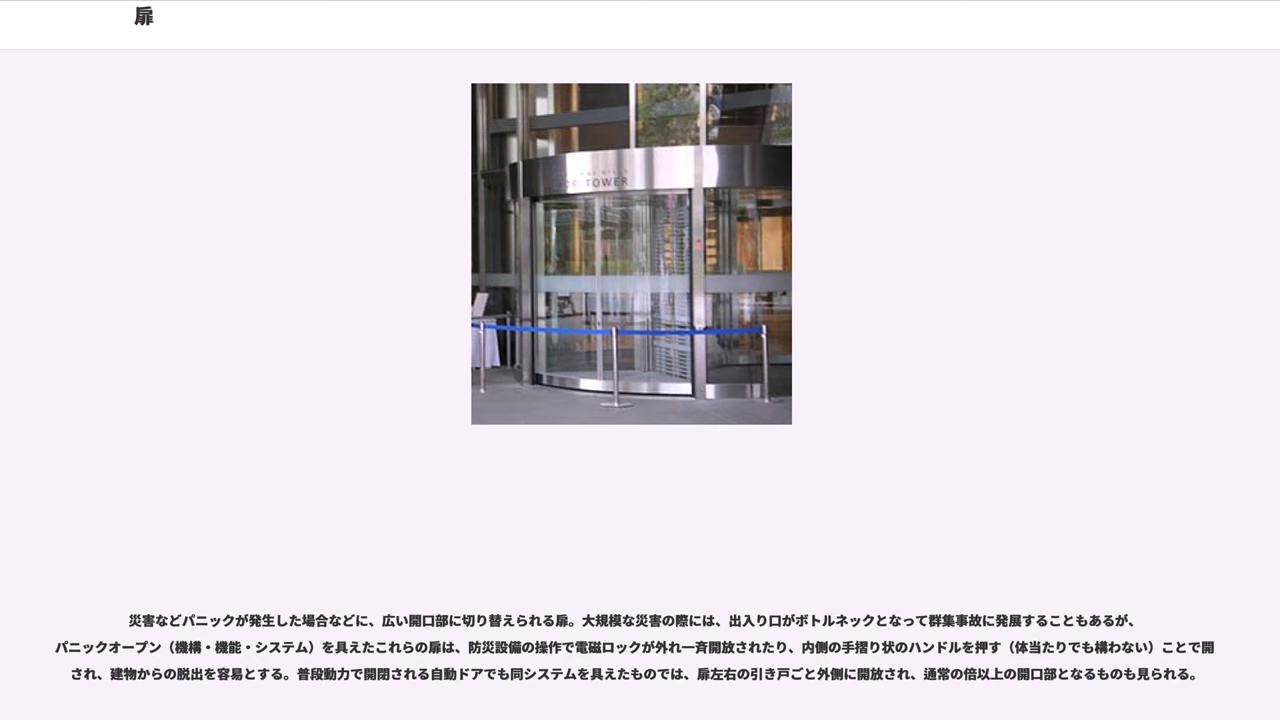 扉
TOWER
災害などパニックが発生した場合などに、広い開口部に切り替えられる扉。大規模な災害の際には、出入り口がボトルネックとなって群集事故に発展することもあるが、
パニックオープン（機構・機能・システム）を具えたこれらの扉は、防災設備の操作で電磁ロックが外れ一斉開放されたり、内側の手摺り状のハンドルを押す（体当たりでも構わない）ことで開
され、建物からの脱出を容易とする。普段動力で開閉される自動ドアでも同システムを具えたものでは、扉左右の引き戸ごと外側に開放され、通常の倍以上の開口部となるものも見られる。